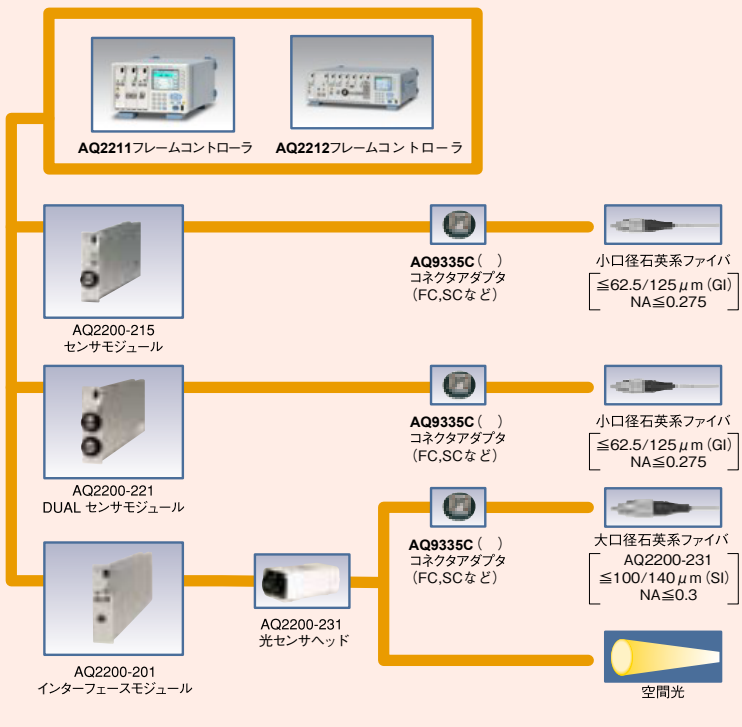 AQ2211フレームコントローラ
AQ2212フレームコントローラ
AQ2200-215
センサモジュール
AQ9335C（　）
コネクタアダプタ
（FC,SCなど）
小口径石英系ファイバ
≦62.5/125μm（GI）
NA≦0.275
AQ2200-221
DUAL センサモジュール
AQ9335C（　）
コネクタアダプタ
（FC,SCなど）
小口径石英系ファイバ
≦62.5/125μm（GI）
NA≦0.275
AQ2200-201
インターフェースモジュール
AQ2200-231
光センサヘッド
AQ9335C（　）
コネクタアダプタ
（FC,SCなど）
大口径石英系ファイバ
AQ2200-231
≦100/140μm（SI）
NA≦0.3
空間光